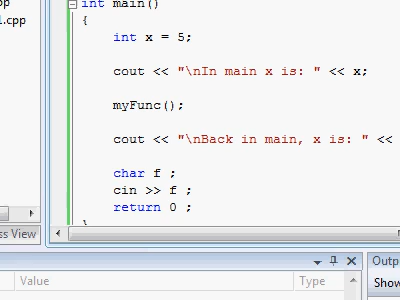 int main()
{
int x = 5;
.cpp
cout << "\nIn main x is: " << x;
myFunc();
cout << "\nBack in main, x is: " <<
char f ;
cin >> f ;
return 0 ;
}
ss View
Outp
Value
Type
Show